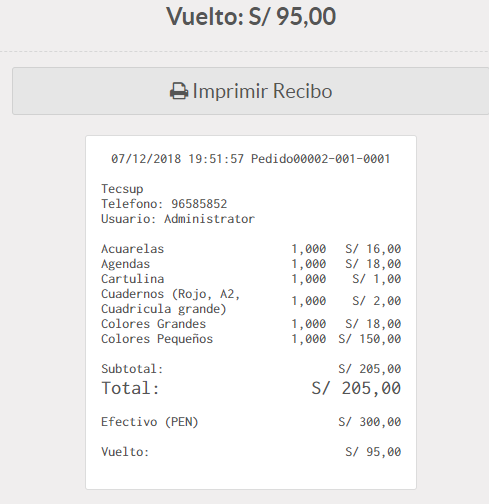 Vuelto: S/ 95,00
Imprimir Recibo
07/12/2018 19:51:57 Pedido00002-001-0001
Tecsup
Telefono: 96585852
Usuario: Administrator
Acuarelas 1,000 S/ 16,00
Agendas 1,000 S/ 18,00
Cartulina 1,000 S/ 1,00
Cuadernos (Rojo, A2,
Cuadricula grande) 1,000 S/ 2,00
Colores Grandes 1,000 S/ 18,00
Colores Pequeños 1,000 S/ 150,00
Subtotal: S/ 205,00
Total: S/ 205,00
Efectivo (PEN) S/ 300,00
Vuelto: S/ 95,00